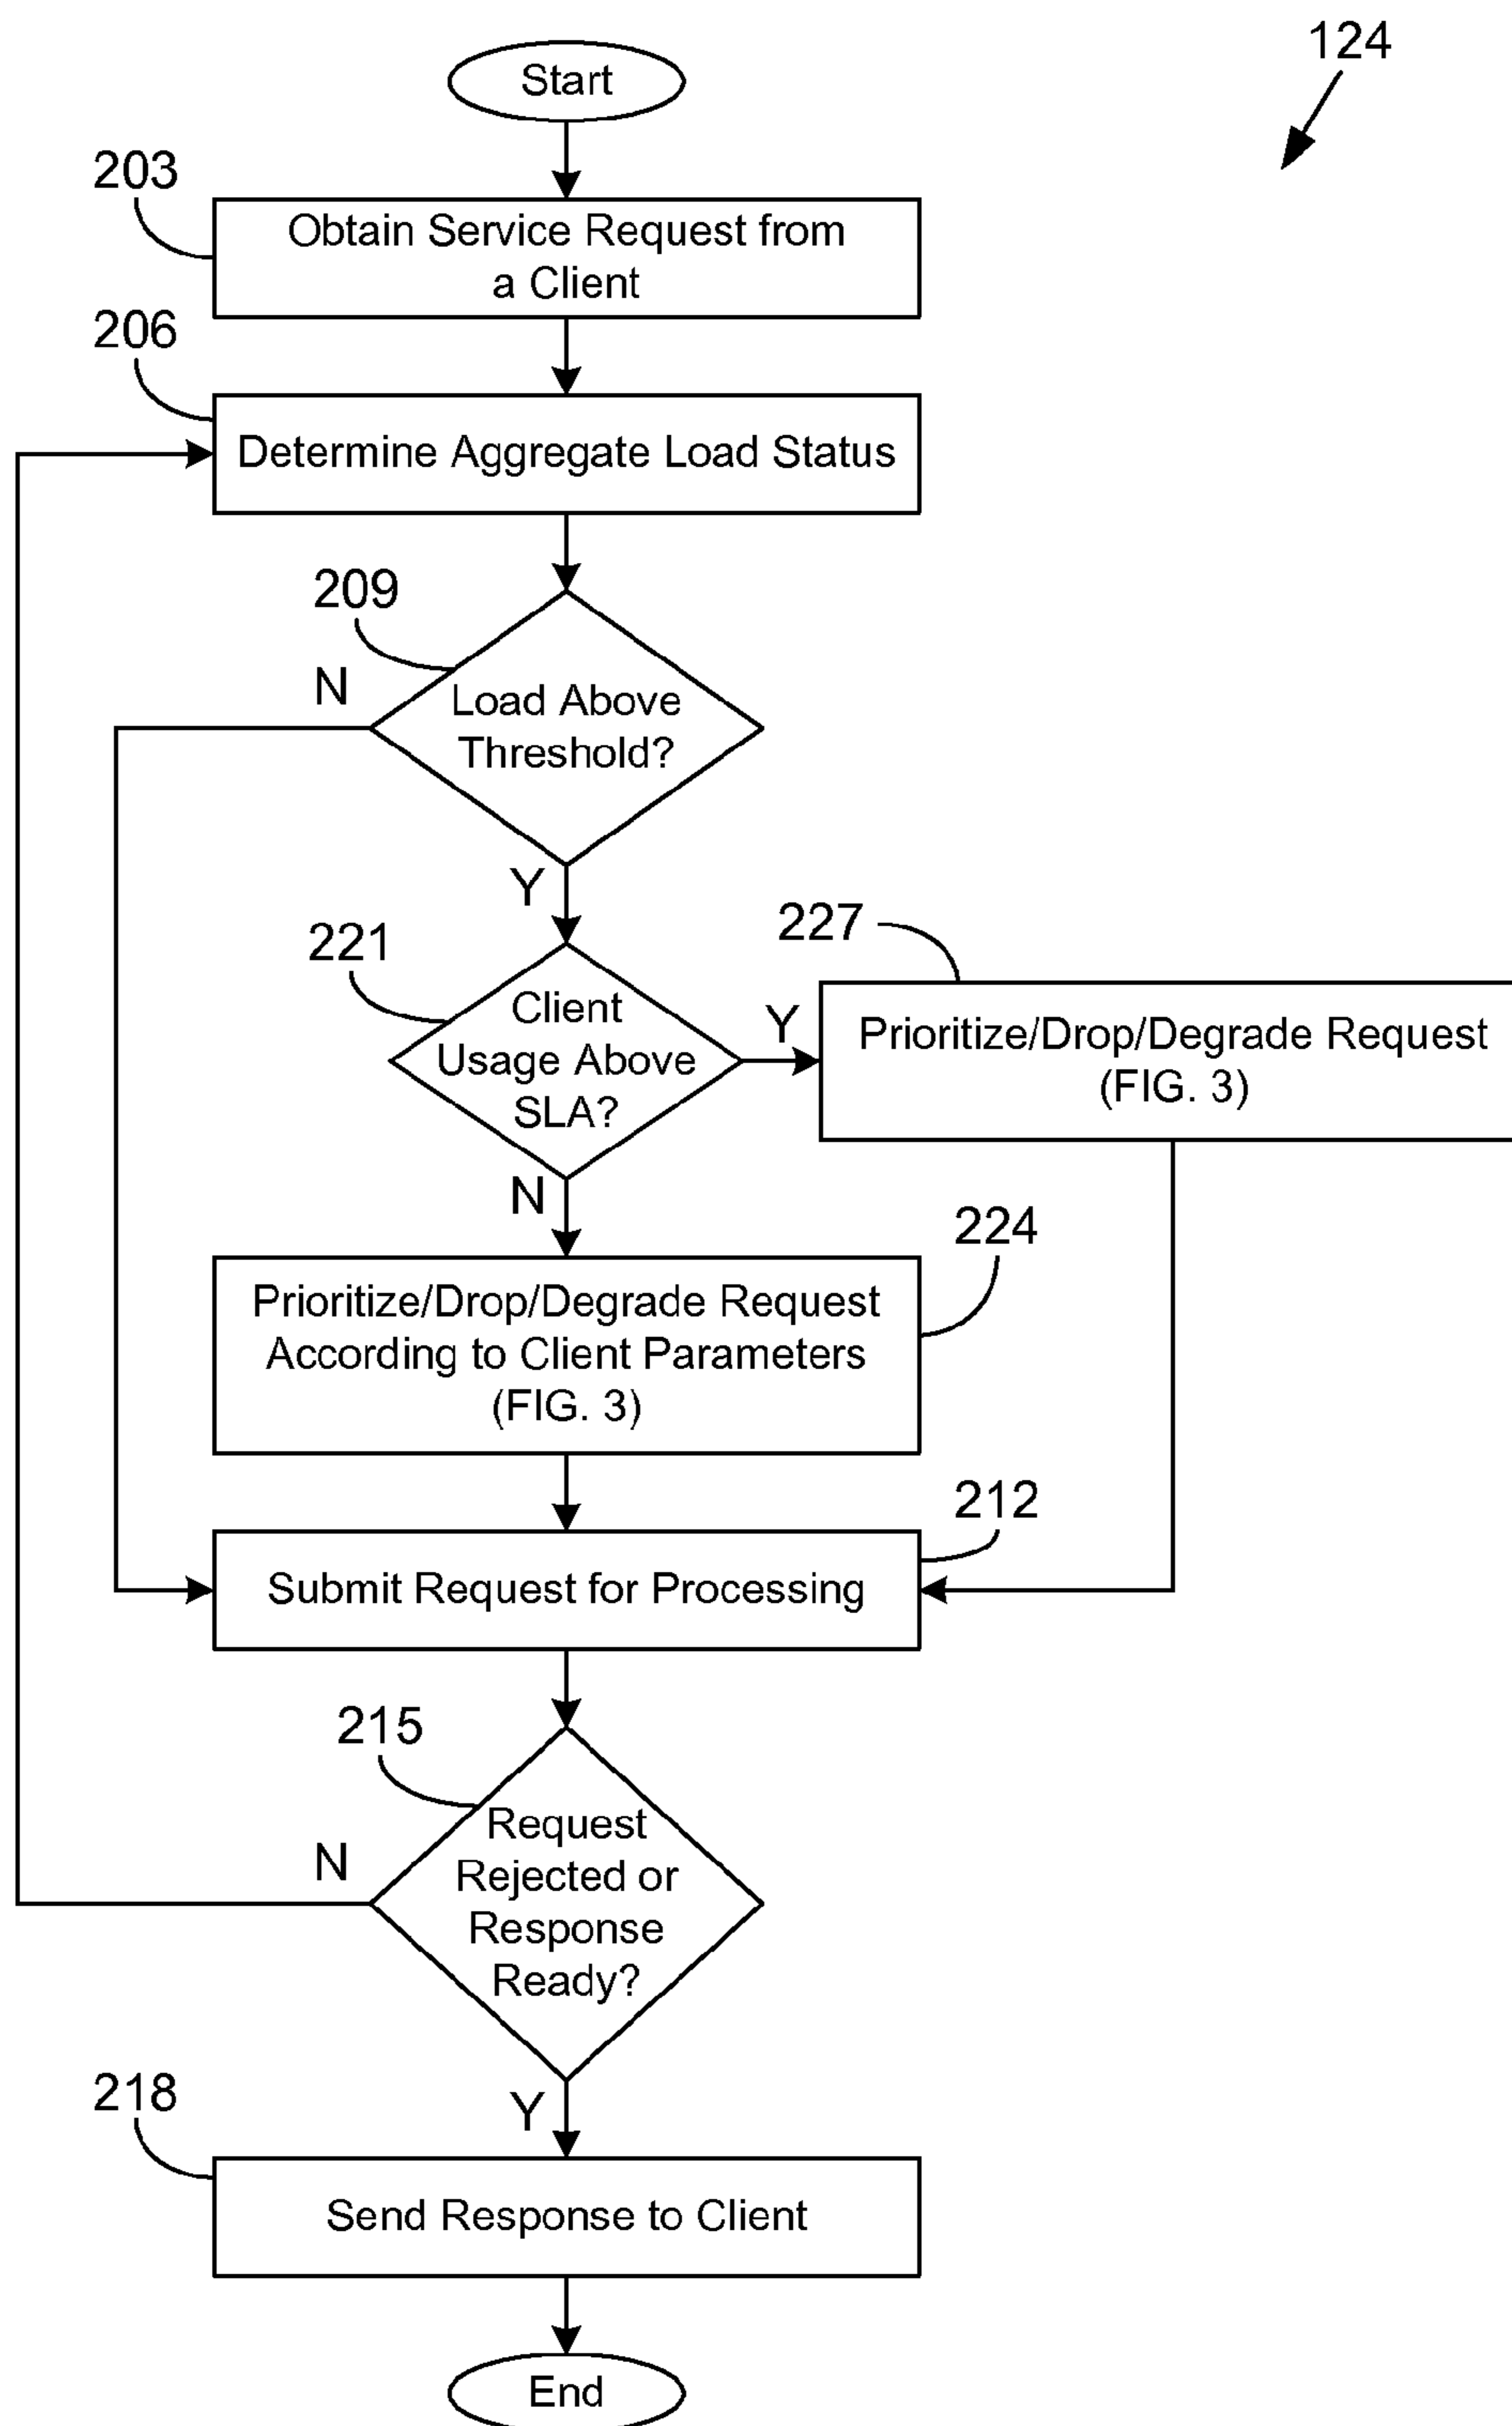 124
Start
203
Obtain Service Request from
a Client
206
Determine Aggregate Load Status
209
N
Load Above
Threshold?
Y
221
227
Client
Usage Above
SLA?
Y
Prioritize/Drop/Degrade Request
(FIG. 3)
N
224
Prioritize/Drop/Degrade Request
According to Client Parameters
(FIG. 3)
212
Submit Request for Processing
215
N
Request
Rejected or
Response
Ready?
218
Y
Send Response to Client
End